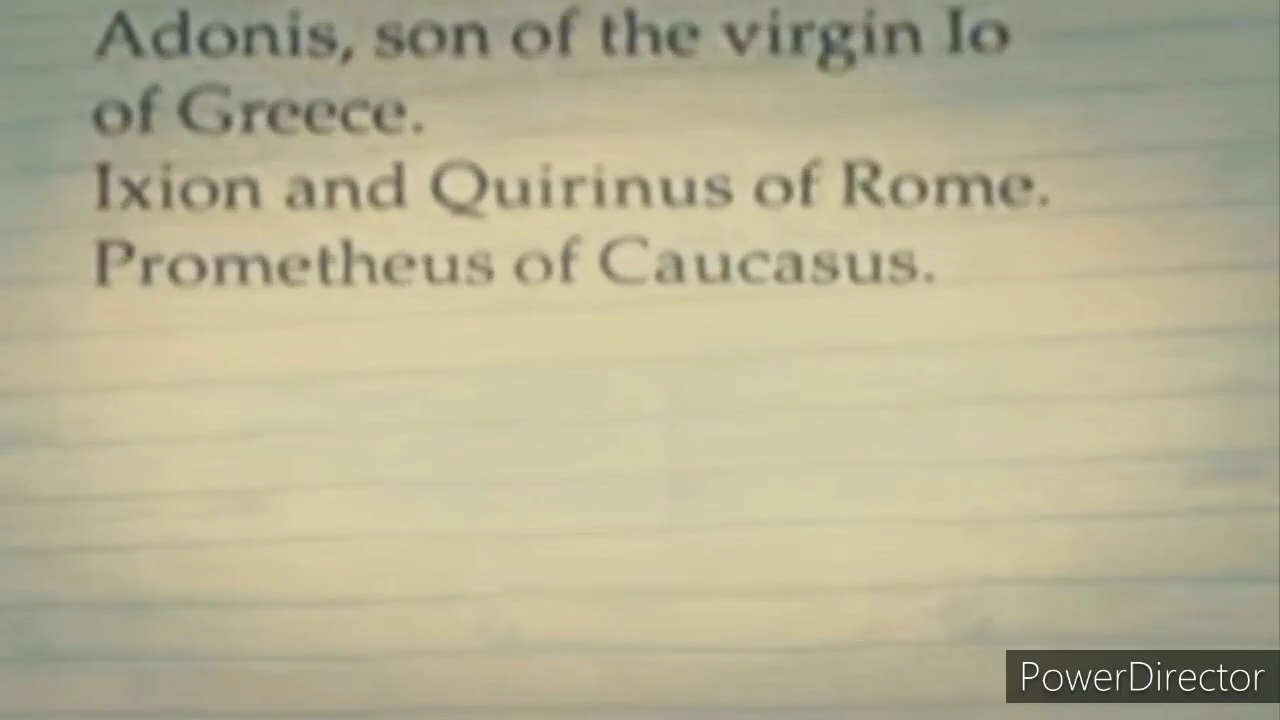 Adonis, son of the virgin Io
of Greece.
Ixion and Quirinus of Rome.
Prometheus of Caucasus.
PowerDirector